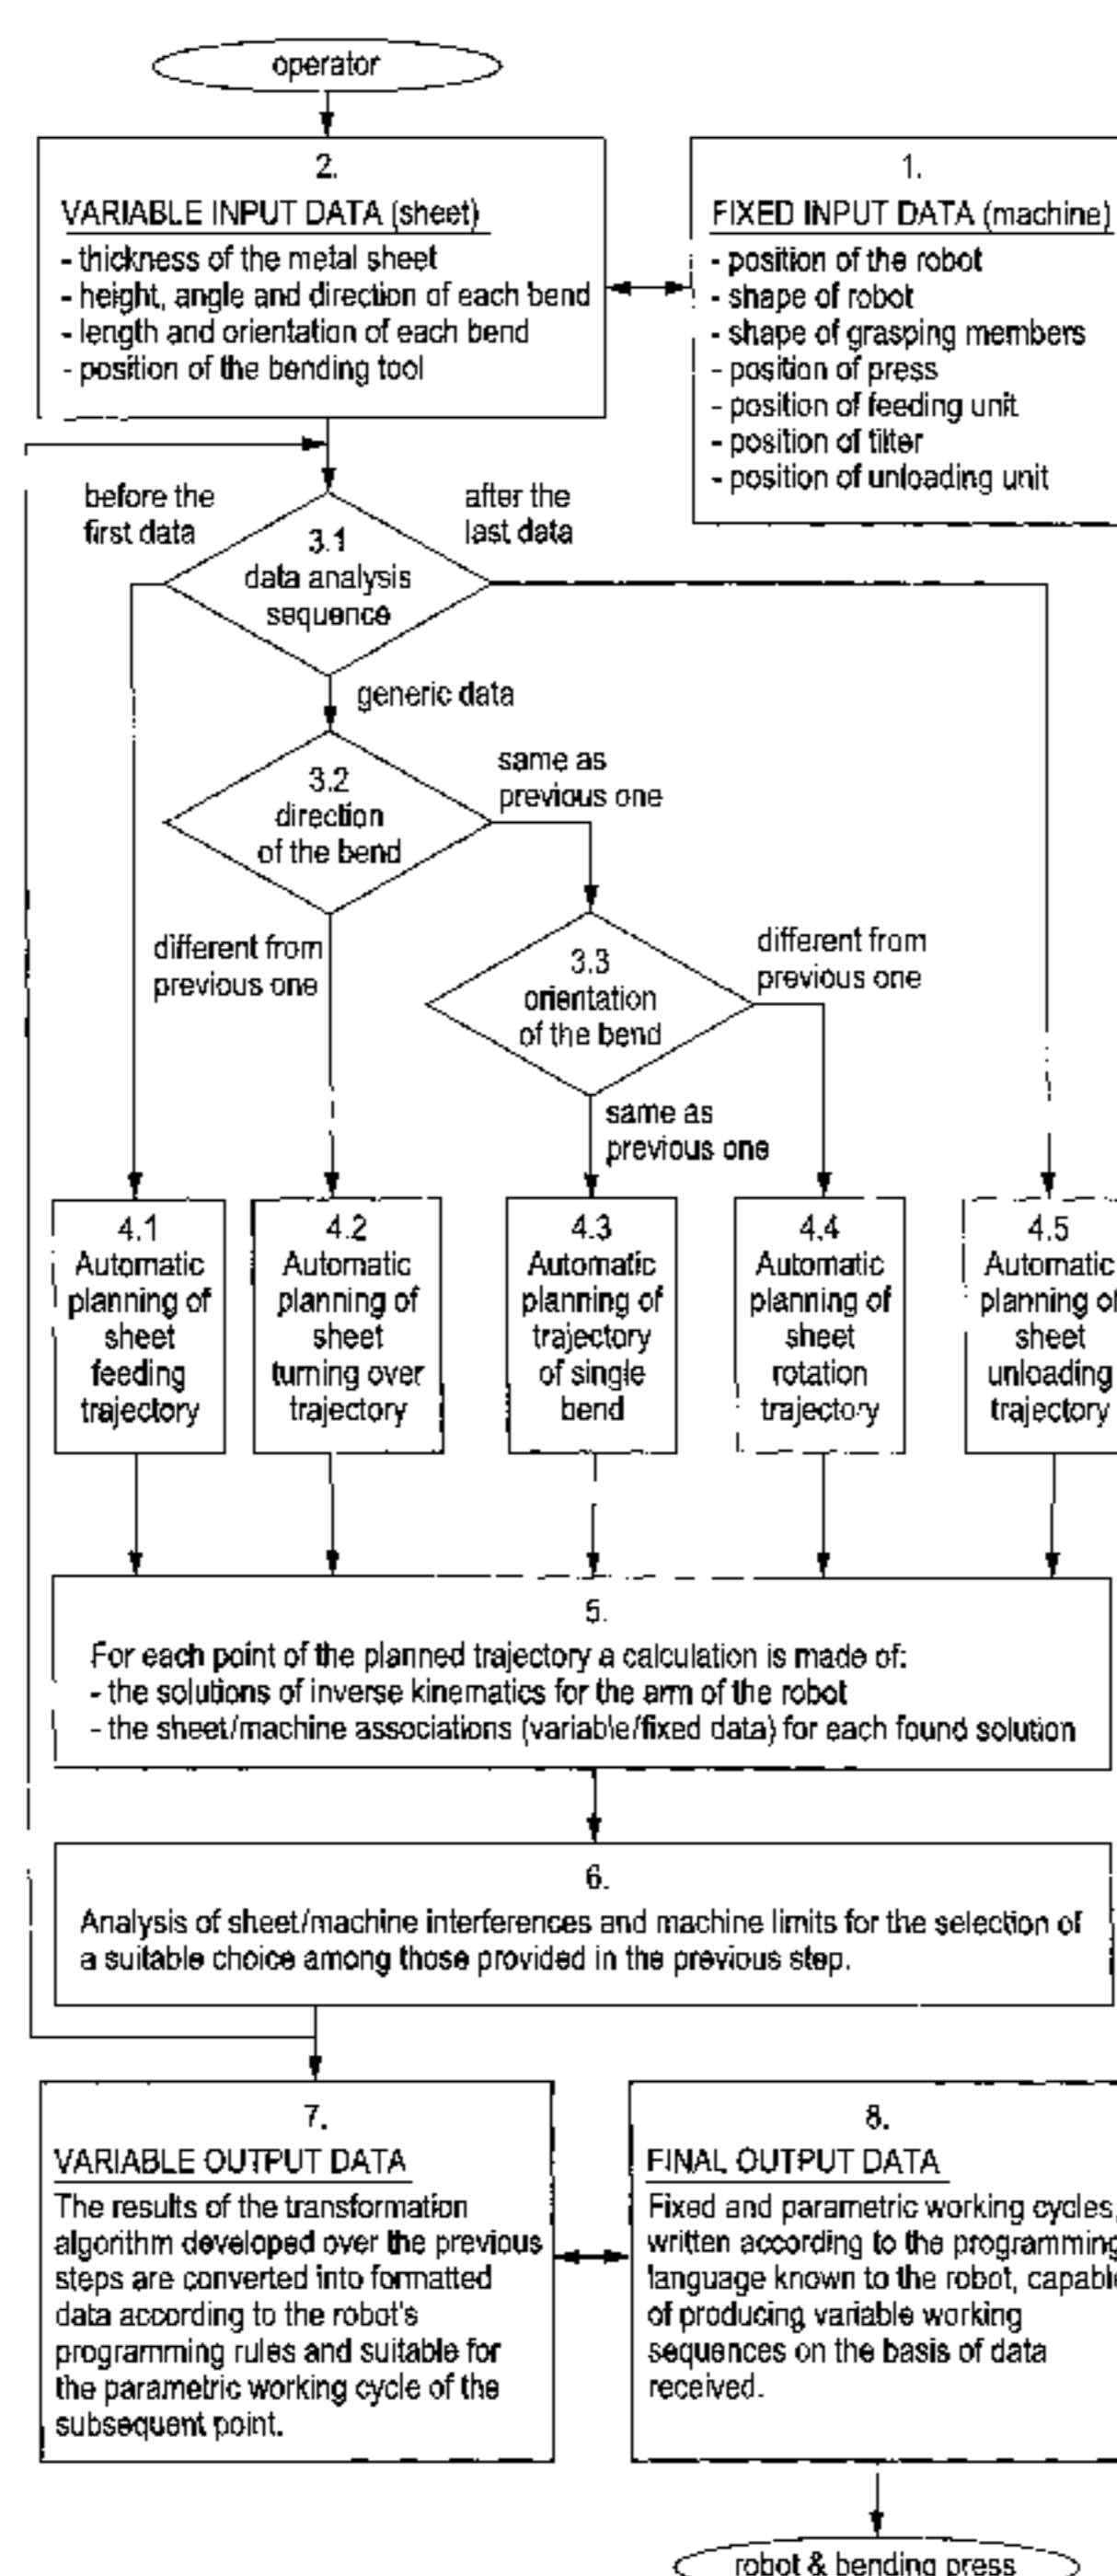 operator
2.
VARIABLE INPUT DATA (sheet)
- thickness of the metal sheet
- height, angle and direction of each bend
- length and orientation of each bend
- position of the bending tool
1.
FIXED INPUT DATA (machine)
- position of the robot
- shape of robot
- shape of grasping members
- position of press
- position of feeding unit
- position of tilter
- position of unloading unit
before the
first data
after the
last data
3.1
data analysis
sequence
generic data
3.2
direction
of the bend
same as
previous one
different from
previous one
3.3
orientation
of the bend
different from
previous one
same as
previous one
4.1
Automatic
planning of
sheet
feeding
trajectory
4.2
Automatic
planning of
sheet
turning over
trajectory
4.3
Automatic
planning of
trajectory
of single
bend
4.4
Automatic
planning of
sheet
rotation
trajectory
4.5
Automatic
planning of
sheet
unloading
trajectory
5.
For each point of the planned trajectory a calculation is made of:
- the solutions of inverse kinematics for the arm of the robot
- the sheet/machine associations (variable/fixed data) for each found solution
6.
Analysis of sheet/machine interferences and machine limits for the selection of
a suitable choice among those provided in the previous step.
7.
VARIABLE OUTPUT DATA
The results of the transformation
algorithm developed over the previous
steps are converted into formatted
data according to the robot's
programming rules and suitable for
the parametric working cycle of the
subsequent point.
8.
FINAL OUTPUT DATA
Fixed and parametric working cycles,
written according to the programming
language known to the robot, capable
of producing variable working
sequences on the basis of data
received.
robot & bending press